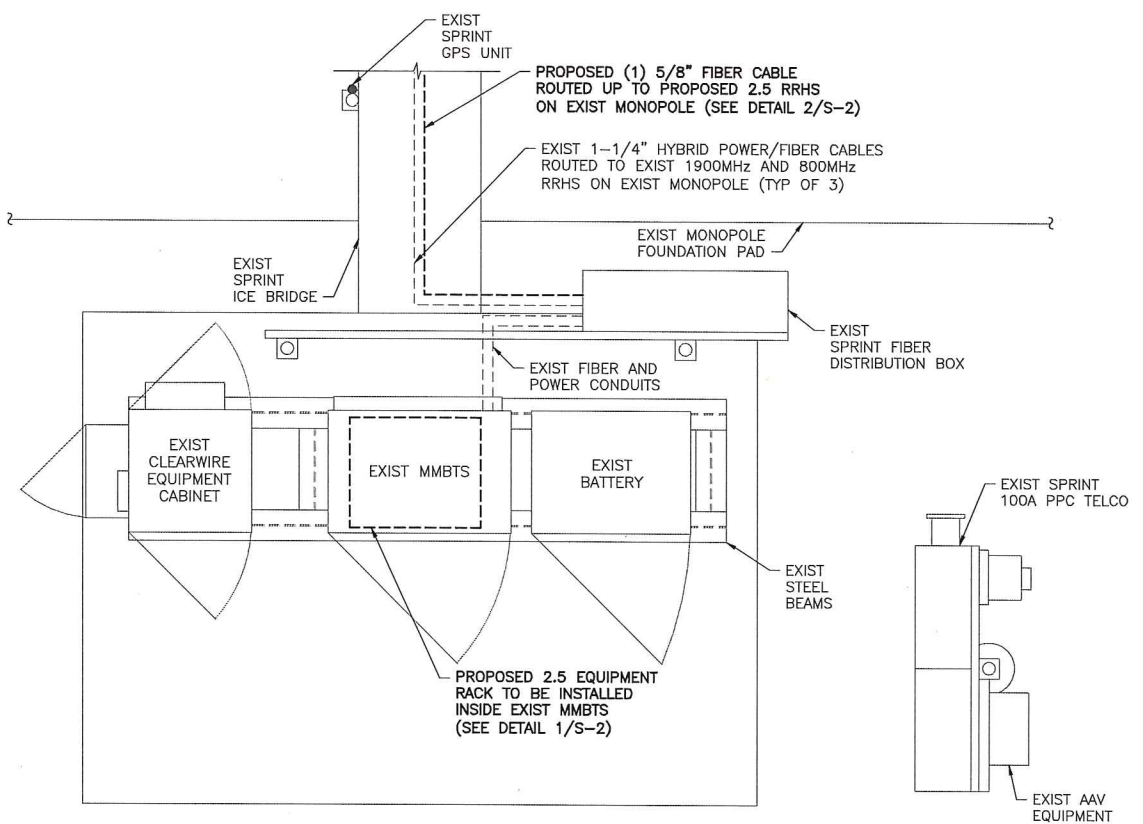 EXIST
SPRINT
GPS UNIT
PROPOSED (1) 5/8" FIBER CABLE
ROUTED UP TO PROPOSED 2.5 RRHS
ON EXIST MONOPOLE (SEE DETAIL 2/S-2)
EXIST 1-1/4" HYBRID POWER/FIBER CABLES
ROUTED TO EXIST 1900MHz AND 800MHz
RRHS ON EXIST MONOPOLE (TYP OF 3)
EXIST MONOPOLE
FOUNDATION PAD
EXIST
SPRINT
ICE BRIDGE
EXIST
SPRINT FIBER
DISTRIBUTION BOX
EXIST FIBER AND
POWER CONDUITS
EXIST
CLEARWIRE
EQUIPMENT
CABINET
EXIST MMBTS
EXIST
BATTERY
EXIST SPRINT
100A PPC TELCO
EXIST
STEEL
BEAMS
PROPOSED 2.5 EQUIPMENT
RACK TO BE INSTALLED
INSIDE EXIST MMBTS
(SEE DETAIL 1/S-2)
EXIST AAV
EQUIPMENT